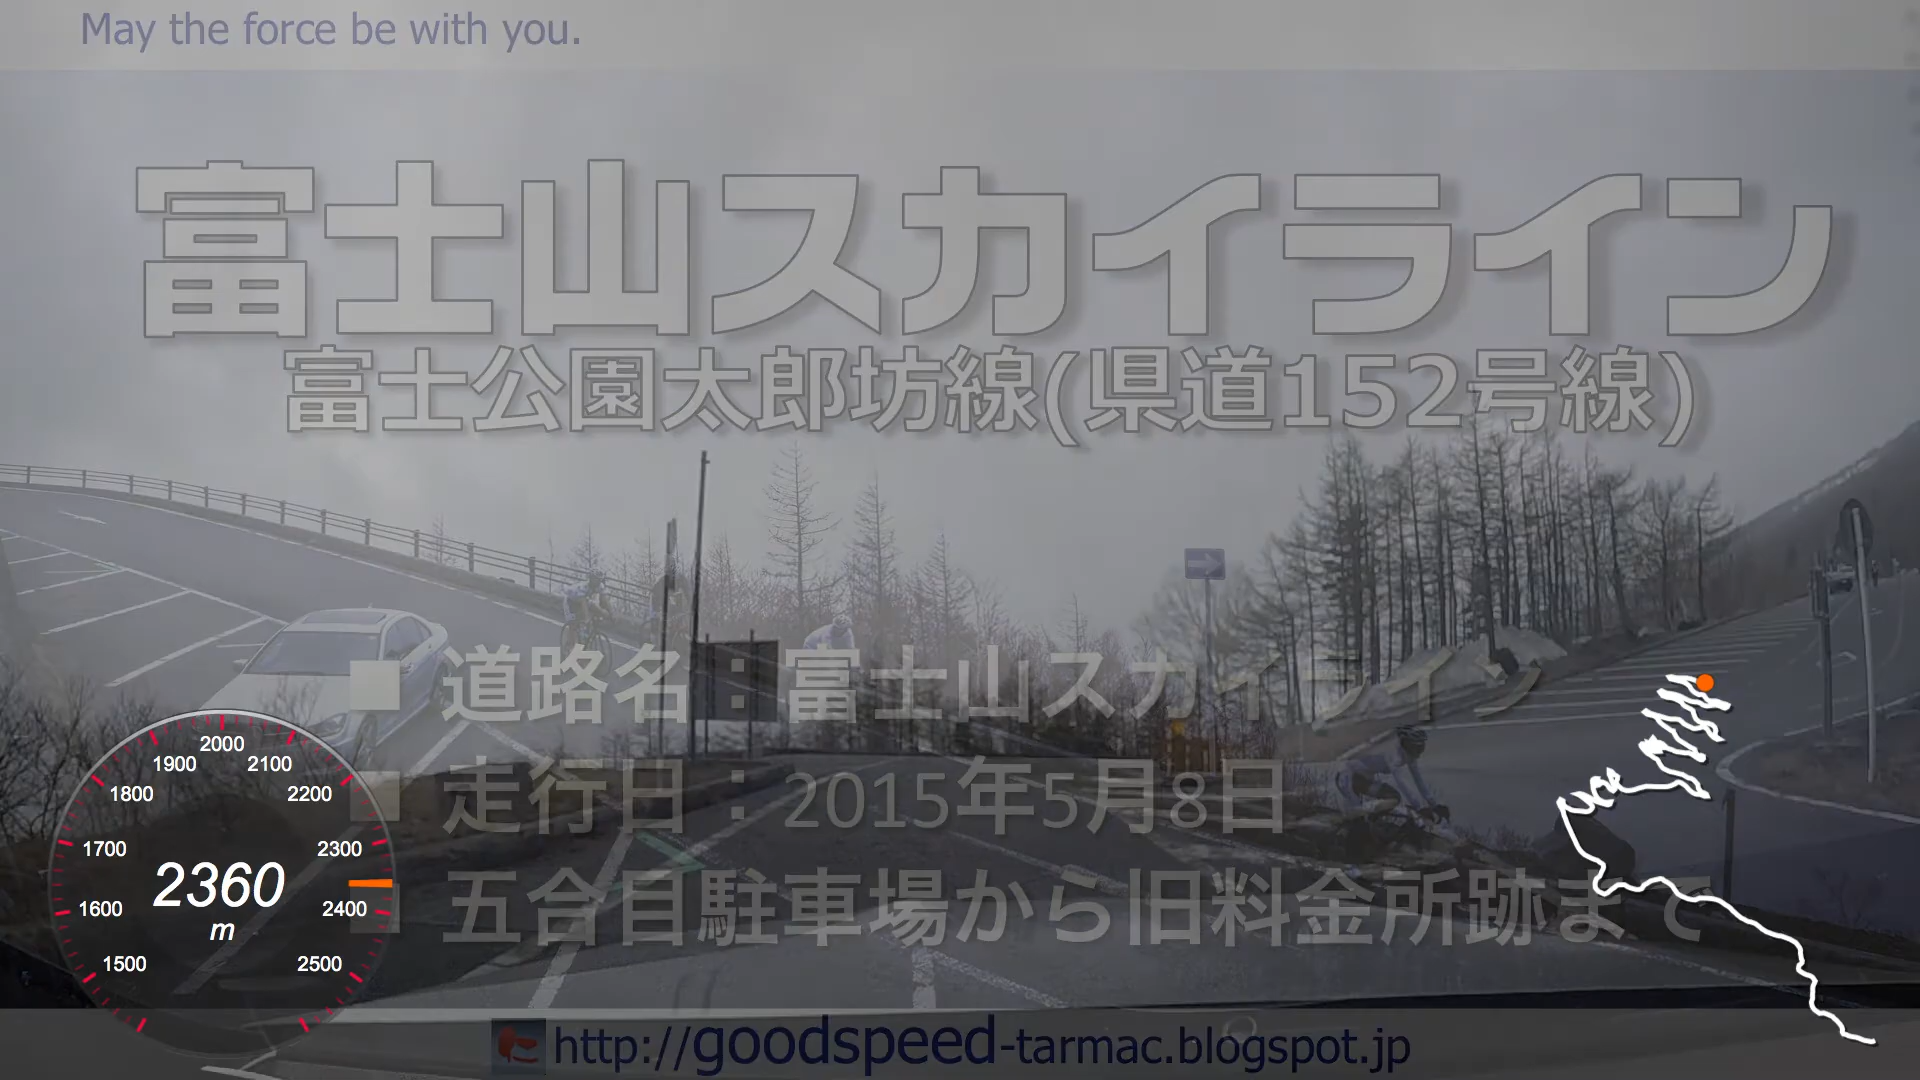 May the force be with you.
富士山スカイライン
富士公園太郎坊線(県道152号線)
■ 道路名：富士山スカイライン
■ 走行日：2015年5月8日
■ 五合目駐車場から旧料金所跡まで
2000
1900 2100
1800 2200
1700 2300
2360
1600 2400
m
1500 2500
http://goodspeed-tarmac.blogspot.jp